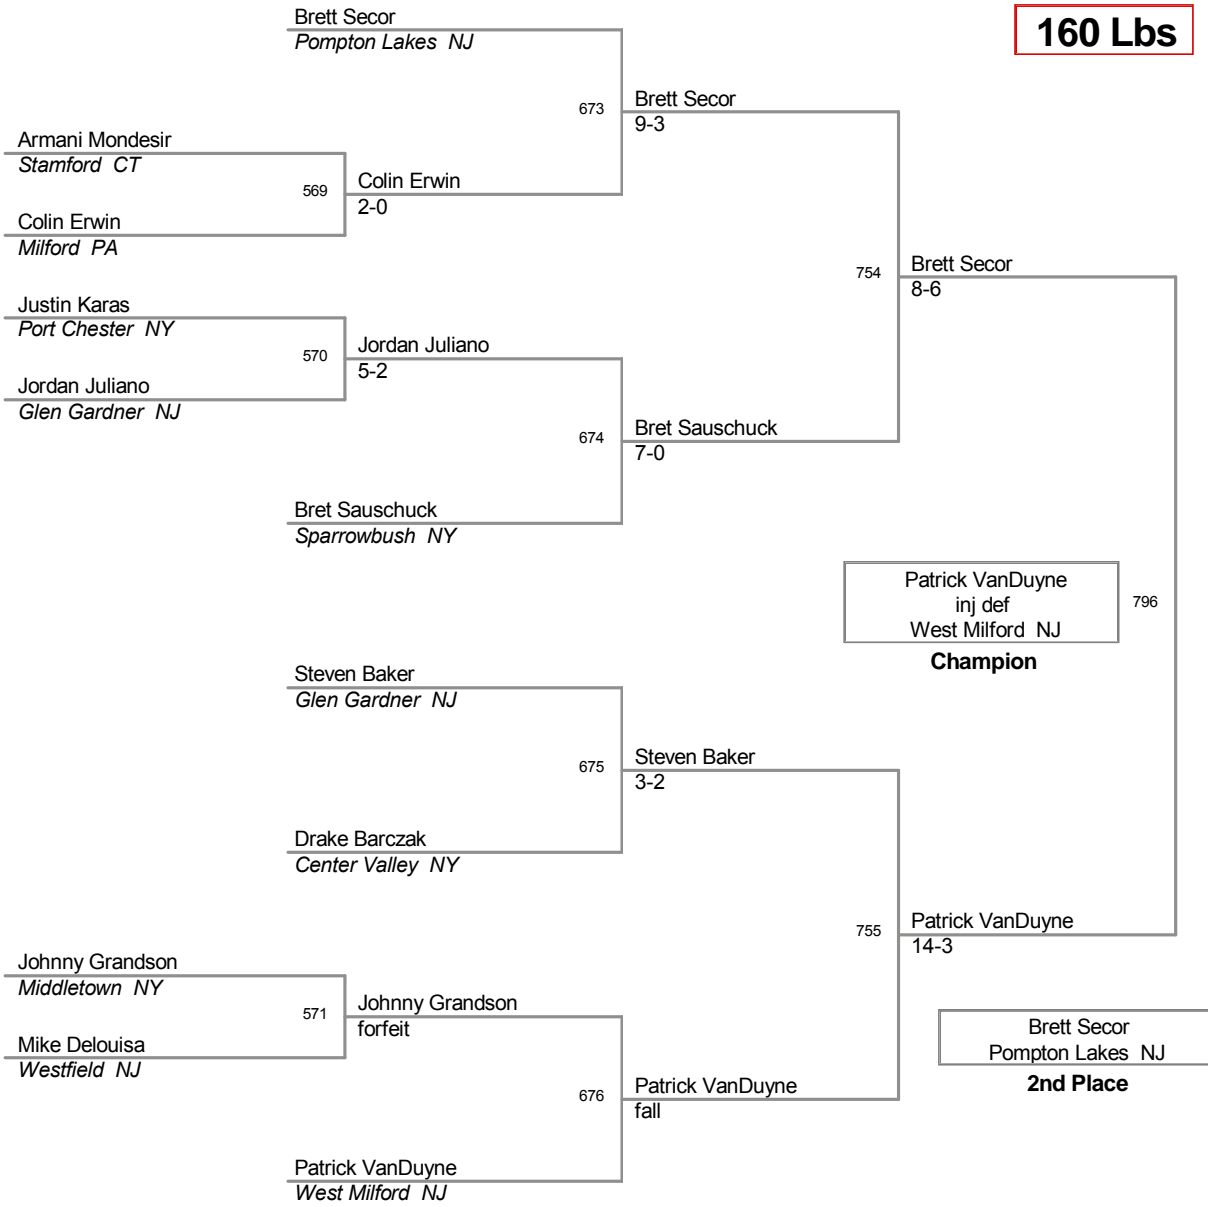 160 Lbs
Brett Secor
Pompton Lakes NJ
673
Brett Secor
9-3
Armani Mondesir
Stamford CT
569
Colin Erwin
2-0
Colin Erwin
Milford PA
754
Brett Secor
8-6
Justin Karas
Port Chester NY
570
Jordan Juliano
5-2
Jordan Juliano
Glen Gardner NJ
674
Bret Sauschuck
7-0
Bret Sauschuck
Sparrowbush NY
Patrick VanDuyne
inj def
West Milford NJ
796
Champion
Steven Baker
Glen Gardner NJ
675
Steven Baker
3-2
Drake Barczak
Center Valley NY
755
Patrick VanDuyne
14-3
Johnny Grandson
Middletown NY
571
Johnny Grandson
forfeit
Mike Delouisa
Westfield NJ
Brett Secor
Pompton Lakes NJ
2nd Place
676
Patrick VanDuyne
fall
Patrick VanDuyne
West Milford NJ